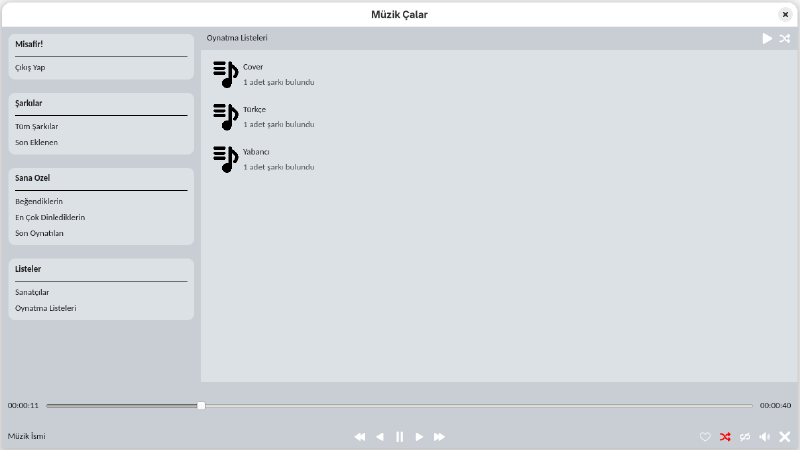 Müzik Çalar
Misafir!
Çıkış Yap
Şarkılar
Tüm Şarkılar
Son Eklenen
Sana Özel
Beğendiklerin
En Çok Dinlediklerin
Son Oynatılan
Listeler
Sanatçılar
Oynatma Listeleri
Oynatma Listeleri
Cover
1 adet şarkı bulundu
Türkçe
1 adet şarkı bulundu
Yabancı
1 adet şarkı bulundu
00:00:11
00:00:40
Müzik İsmi